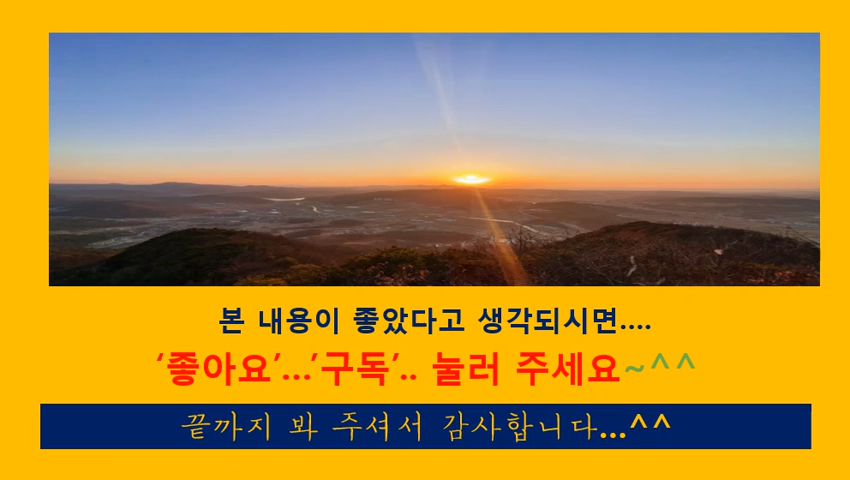 본 내용이 좋았다고 생각되시면....
‘좋아요’...’구독’.. 눌러 주세요~^^
끝까지 봐 주셔서 감사합니다...^^